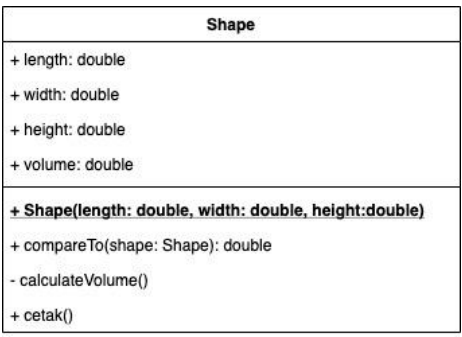 Shape
+ length: double
+ width: double
+ height: double
+ volume: double
+ Shape(length: double, width: double, height:double)
+ compareTo(shape: Shape): double
- calculateVolume()
+ cetak()